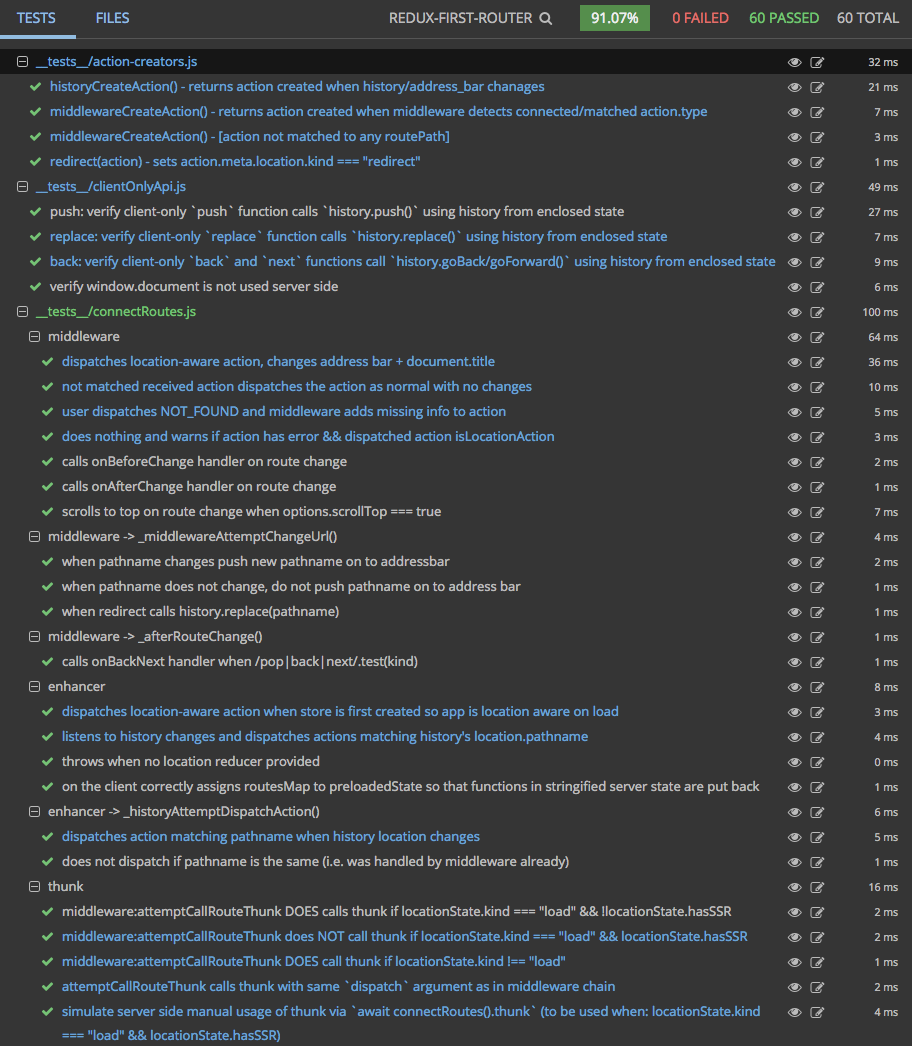 TESTS FILES REDUX-FIRST-ROUTER 91.07% 0 FAILED 60 PASSED 60 TOTAL
__tests__/action-creators.js 32 ms
historyCreateAction() - returns action created when history/address_bar chanages 21 ms
middlewareCreateAction() - returns action created when middleware detects connected/matched action.type 7 ms
middlewareCreateAction() - [action not matched to any routePath] 3 ms
redirect(action) - sets action.meta.location.kind === "redirect" 1 ms
__tests__/clientOnlyApi.js 49 ms
push: verify client-only `push` function calls `history.push()` using history from enclosed state 27 ms
replace: verify client-only `replace` function calls `history.replace()` using history from enclosed state 7 ms
back: verify client-only `back` and `next` functions call `history.goBack/goForward()` using history from enclosed state 9 ms
verify window.document is not used server side 6 ms
__tests__/connectRoutes.js 100 ms
middleware 64 ms
dispatches location-aware action, changes address bar + document.title 36 ms
not matched received action dispatches the action as normal with no changes 10 ms
user dispatches NOT_FOUND and middleware adds missing info to action 5 ms
does nothing and warns if action has error && dispatched action isLocationAction 3 ms
calls onBeforeChange handler on route change 2 ms
calls onAfterChange handler on route change 1 ms
scrolls to top on route change when options.scrollTop === true 7 ms
middleware -> _middlewareAttemptChangeUrl() 4 ms
when pathname changes push new pathname on to addressbar 2 ms
when pathname does not change, do not push pathname on to address bar 1 ms
when redirect calls history.replace(pathname) 1 ms
middleware -> _afterRouteChange() 1 ms
calls onBackNext handler when /pop|back|next/.test(kind) 1 ms
enhancer 8 ms
dispatches location-aware action when store is first created so app is location aware on load 3 ms
listens to history changes and dispatches actions matching history's location.pathname 4 ms
throws when no location reducer provided 0 ms
on the client correctly assigns routesMap to preloadedState so that functions in stringified server state are put back 1 ms
enhancer -> _historyAttemptDispatchAction() 6 ms
dispatches action matching pathname when history location changes 5 ms
does not dispatch if pathname is the same (i.e. was handled by middleware already) 1 ms
thunk 16 ms
middleware:attemptCallRouteThunk DOES calls thunk if locationState.kind === "load" && !locationState.hasSSR 2 ms
middleware:attemptCallRouteThunk does NOT call thunk if locationState.kind === "load" && locationState.hasSSR 2 ms
middleware:attemptCallRouteThunk DOES call thunk if locationState.kind !== "load" 1 ms
attemptCallRouteThunk calls thunk with same `dispatch` argument as in middleware chain 2 ms
simulate server side manual usage of thunk via `await connectRoutes().thunk` (to be used when: locationState.kind 4 ms
=== "load" && locationState.hasSSR)